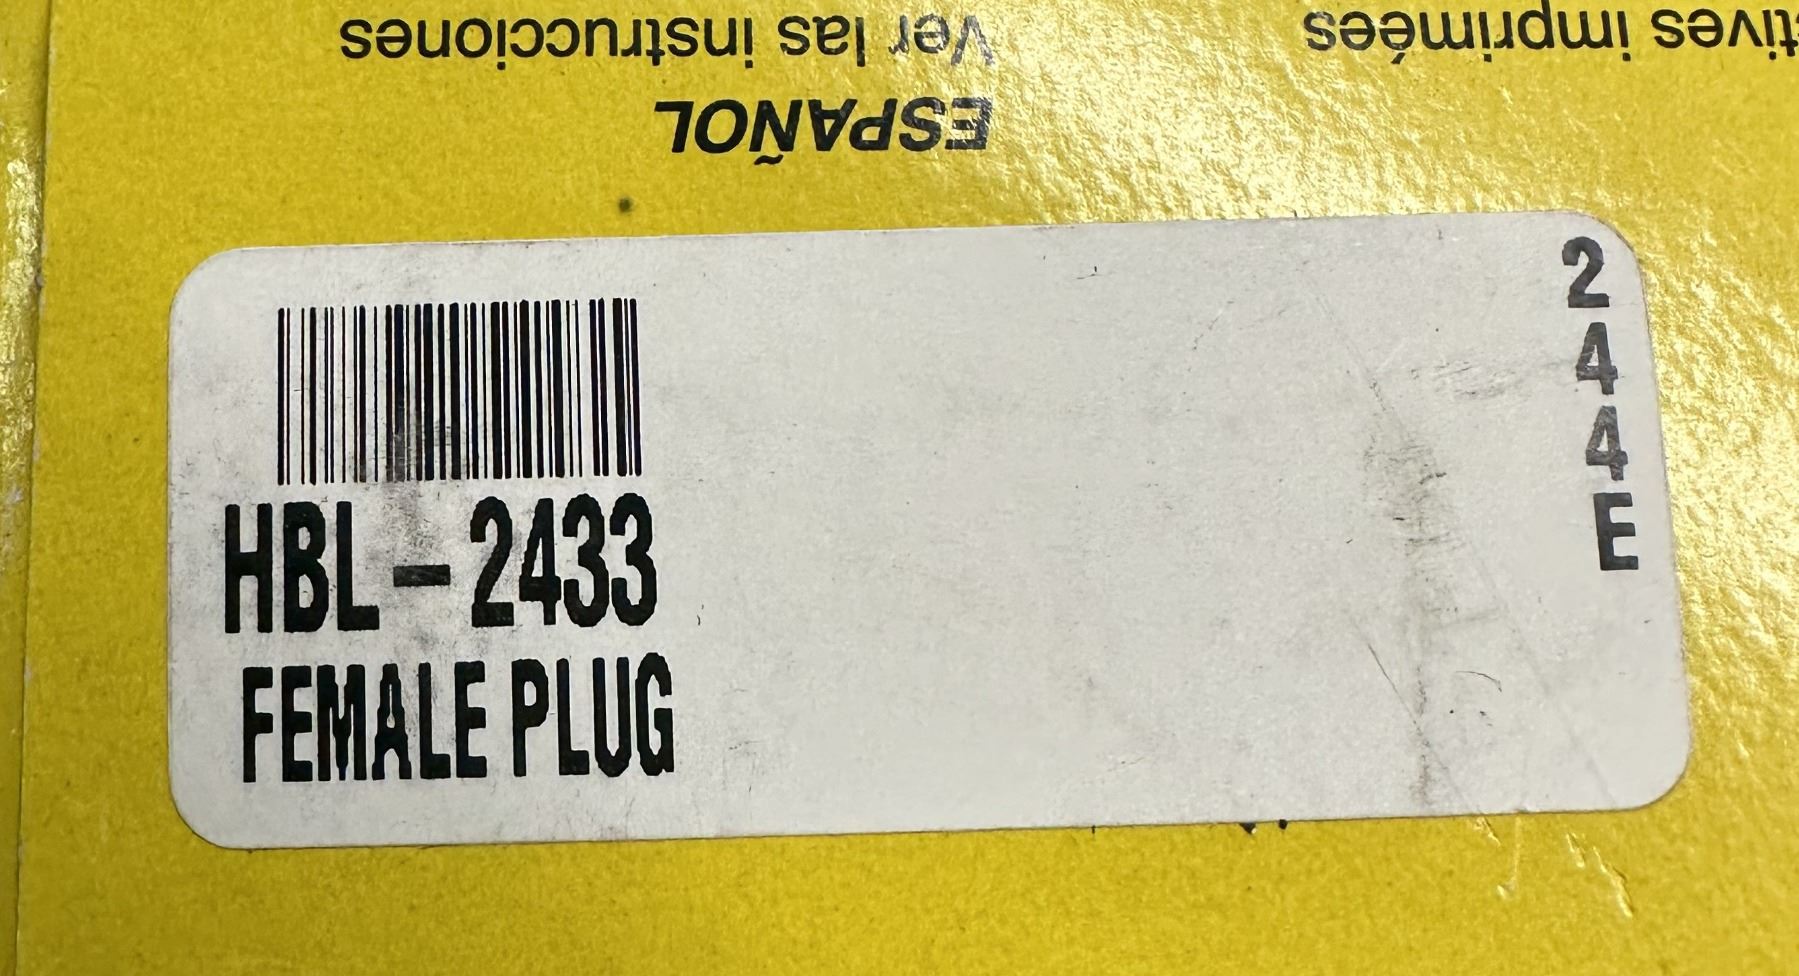 HBL-2433
FEMALE PLUG
244E
ESPAÑOL
Ver las instrucciones
tives imprimées